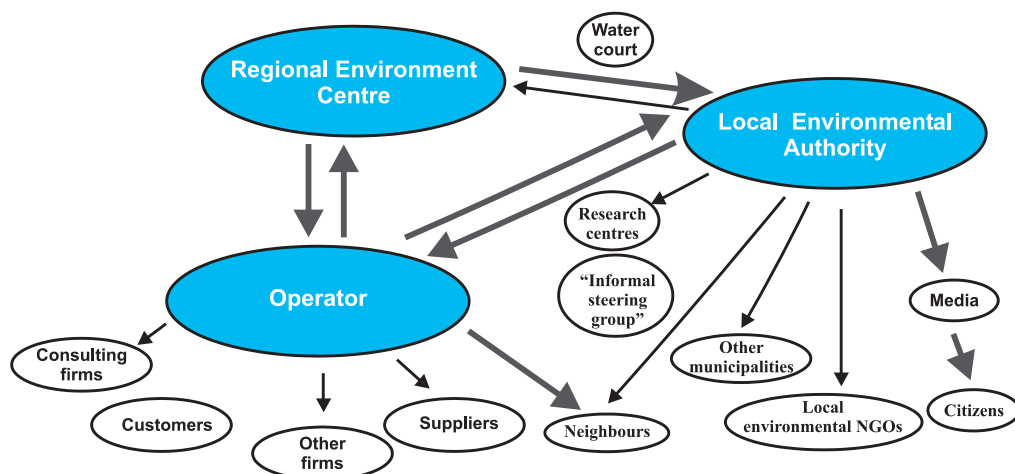 Water
court
Regional Environment
Centre
Local Environmental
Authority
Research
centres
“Informal
steering
group”
Operator
Media
Consulting
firms
Other
municipalities
Customers
Suppliers
Other
firms
Neighbours
Local
environmental NGOs
Citizens